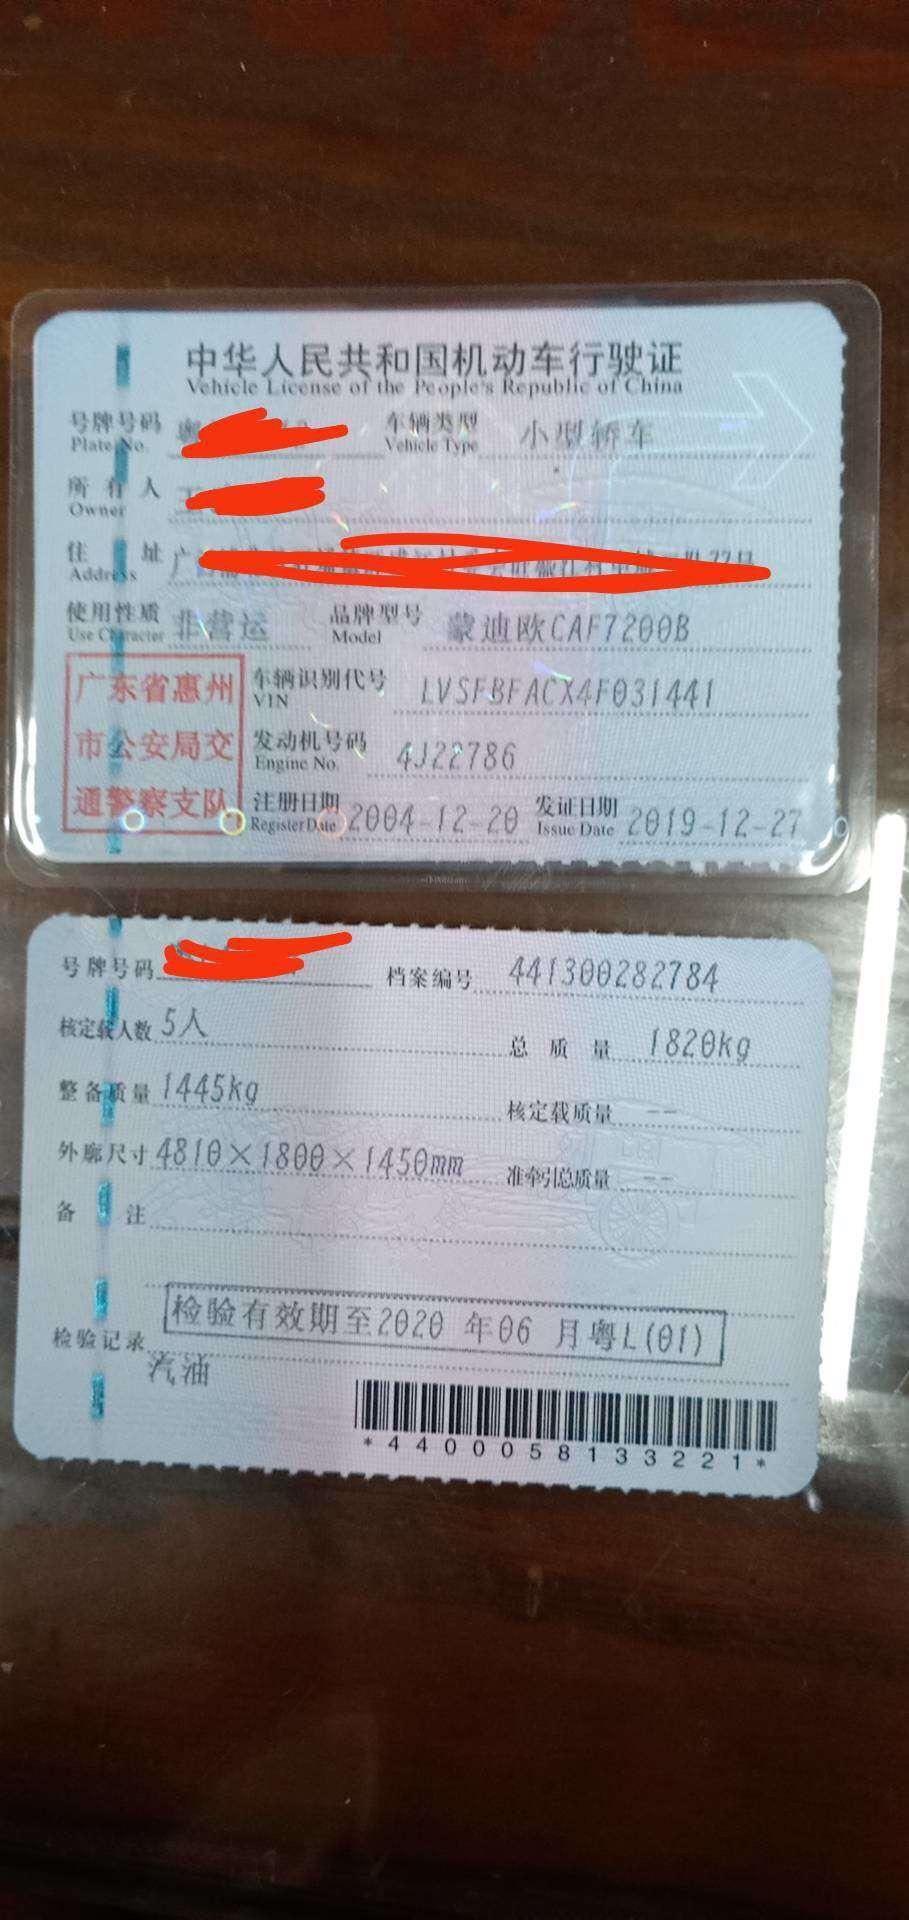 中华人民共和国机动车行驶证
Vehicle License of the People's Republic of China
号牌号码 粤 车辆类型 小型轿车
Plate No. Vehicle Type
所有人
Owner
住址
Address
使用性质 非营运 品牌型号 蒙迪欧CAF7200B
Use Character Model
广东省惠州
市公安局交
通警察支队
车辆识别代号 LVSFBFACX4F031441
VIN
发动机号码 4J22786
Engine No.
注册日期 2004-12-20 发证日期 2019-12-27
Register Date Issue Date
号牌号码 档案编号 441300282784
核定载人数 5人 总质量 1820kg
整备质量 1445kg 核定载质量 --
外廓尺寸 4810×1800×1450mm 准牵引总质量 --
备注
检验有效期至2020 年06 月粤L(01)
检验记录
汽油
*4400058133221*